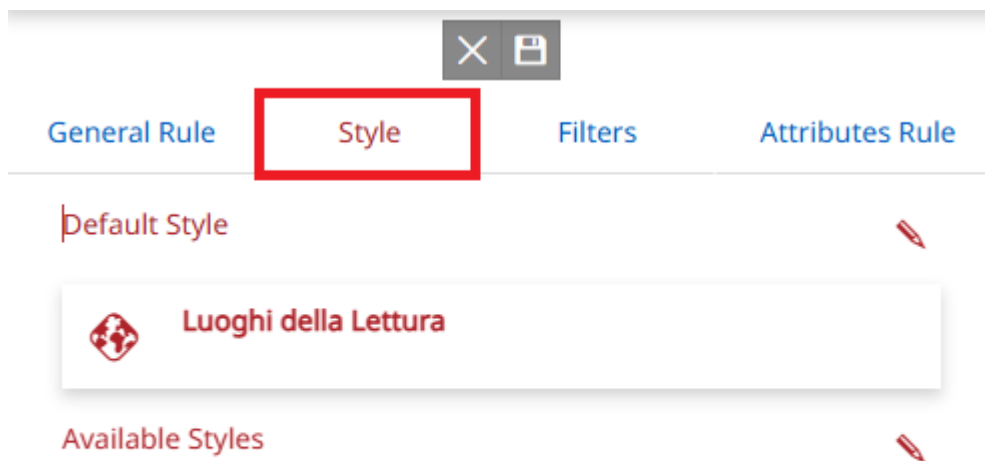 General Rule Style Filters Attributes Rule
Default Style
Luoghi della Lettura
Available Styles